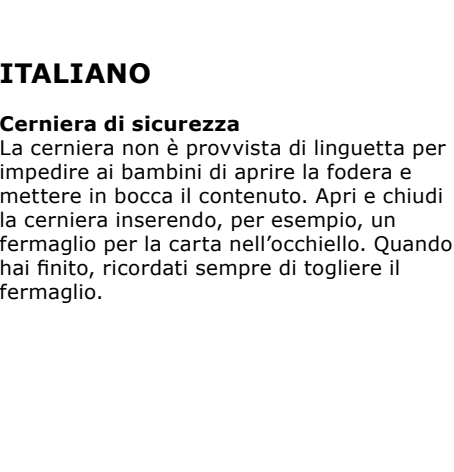 ITALIANO
Cerniera di sicurezza
La cerniera non è provvista di linguetta per
impedire ai bambini di aprire la fodera e
mettere in bocca il contenuto. Apri e chiudi
la cerniera inserendo, per esempio, un
fermaglio per la carta nell’occhiello. Quando
hai finito, ricordati sempre di togliere il
fermaglio.